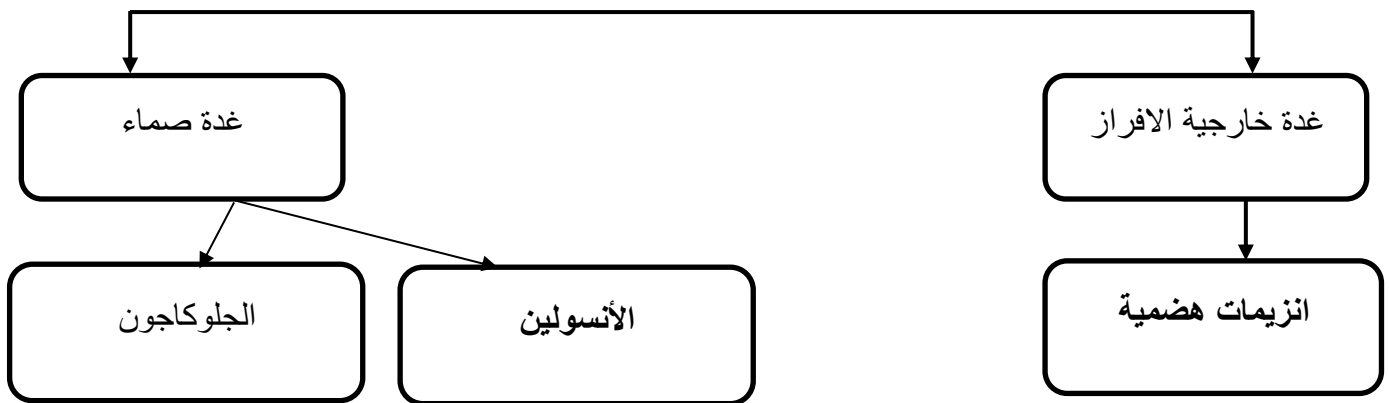 غدة خارجية الافراز
غدة صماء
انزيمات هضمية
الأنسولين
الجلوكاجون